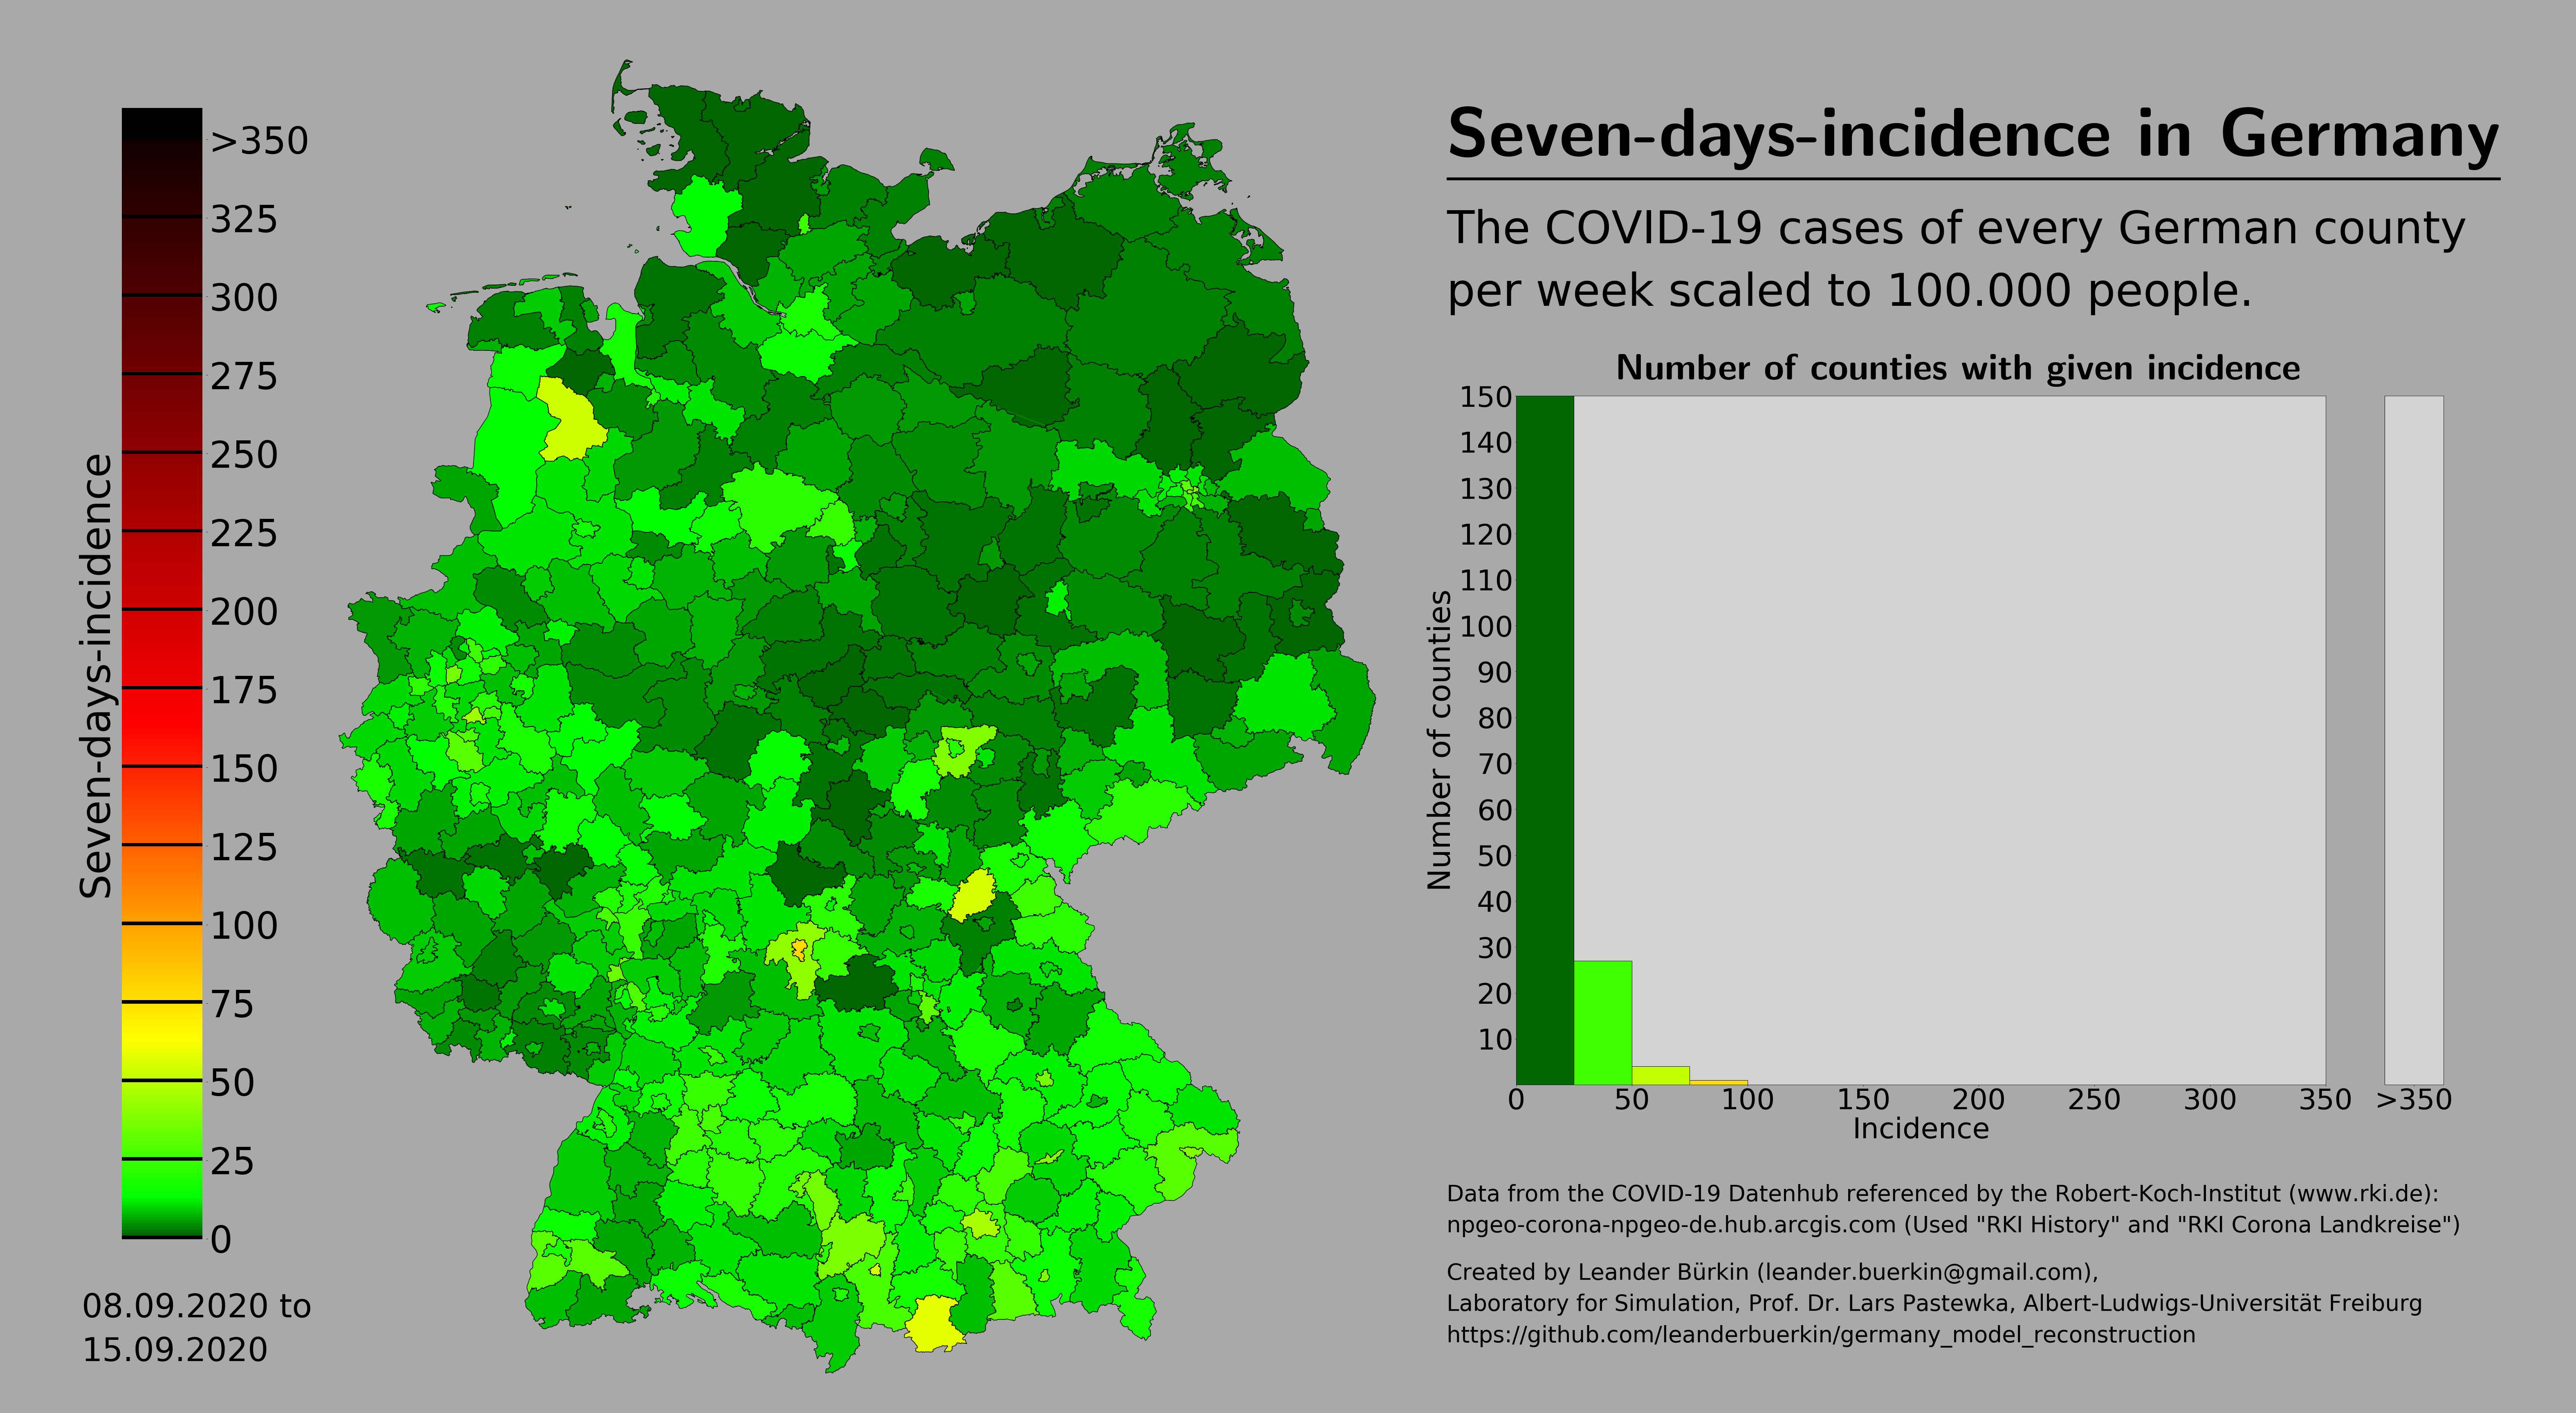 Seven-days-incidence in Germany
The COVID-19 cases of every German county
per week scaled to 100.000 people.
Seven-days-incidence
>350
325
300
275
250
225
200
175
150
125
100
75
50
25
0
08.09.2020 to
15.09.2020
Number of counties with given incidence
Number of counties
150
140
130
120
110
100
90
80
70
60
50
40
30
20
10
0 50 100 150 200 250 300 350 >350
Incidence
Data from the COVID-19 Datenhub referenced by the Robert-Koch-Institut (www.rki.de):
npgeo-corona-npgeo-de.hub.arcgis.com (Used "RKI History" and "RKI Corona Landkreise")
Created by Leander Bürkin (leander.buerkin@gmail.com),
Laboratory for Simulation, Prof. Dr. Lars Pastewka, Albert-Ludwigs-Universität Freiburg
https://github.com/leanderbuerkin/germany_model_reconstruction